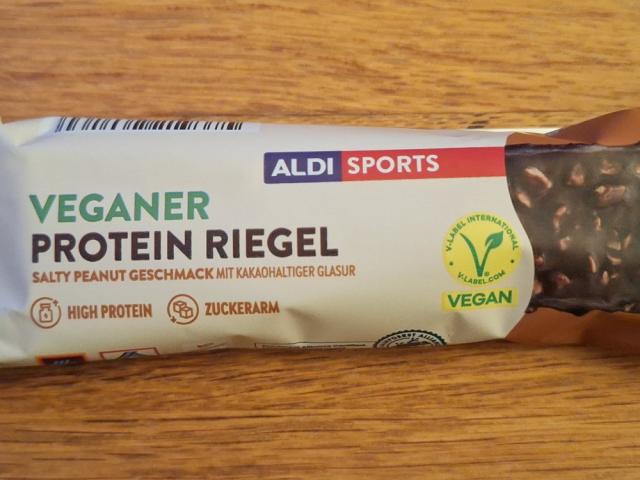 ALDI SPORTS
VEGANER
PROTEIN RIEGEL
SALTY PEANUT GESCHMACK MIT KAKAOHALTIGER GLASUR
HIGH PROTEIN
ZUCKERARM
V-LABEL INTERNATIONAL
V-LABEL.COM
VEGAN